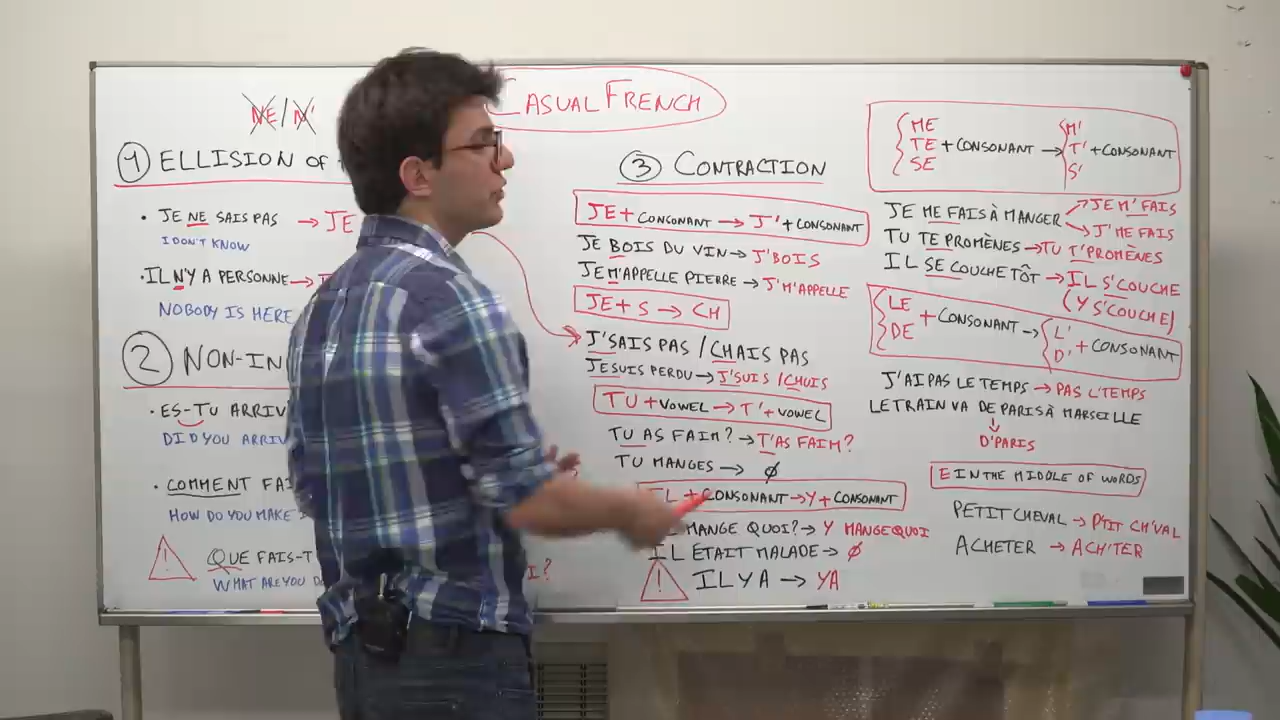 CASUAL FRENCH
NE / N'
1 ELLISION OF
• JE NE SAIS PAS → JE
I DON'T KNOW
• IL N'Y A PERSONNE →
NOBODY IS HERE
2 NON-IN
• ES-TU ARRIV
DID YOU ARRIV
• COMMENT FAI
HOW DO YOU MAKE
! QUE FAIS-T
WHAT ARE YOU D
?
3 CONTRACTION
JE + CONSONANT → J' + CONSONANT
JE BOIS DU VIN → J'BOIS
JE M'APPELLE PIERRE → J'M'APPELLE
JE + S → CH
J'SAIS PAS / CHAIS PAS
JE SUIS PERDU → J'SUIS / CHUIS
TU + VOWEL → T' + VOWEL
TU AS FAIM? → T'AS FAIM?
TU MANGES → ∅
IL + CONSONANT → Y + CONSONANT
MANGE QUOI? → Y MANGE QUOI
IL ÉTAIT MALADE → ∅
! IL Y A → YA
{ME TE SE + CONSONANT → {M' T' S' + CONSONANT
JE ME FAIS À MANGER → JE M'FAIS
→ J'ME FAIS
TU TE PROMÈNES → TU T'PROMÈNES
IL SE COUCHE TÔT → IL S'COUCHE
(Y S'COUCHE)
{LE DE + CONSONANT → {L' D' + CONSONANT
J'AI PAS LE TEMPS → PAS L'TEMPS
LE TRAIN VA DE PARIS À MARSEILLE
↓
D'PARIS
E IN THE MIDDLE OF WORDS
PETIT CHEVAL → P'TIT CH'VAL
ACHETER → ACH'TER